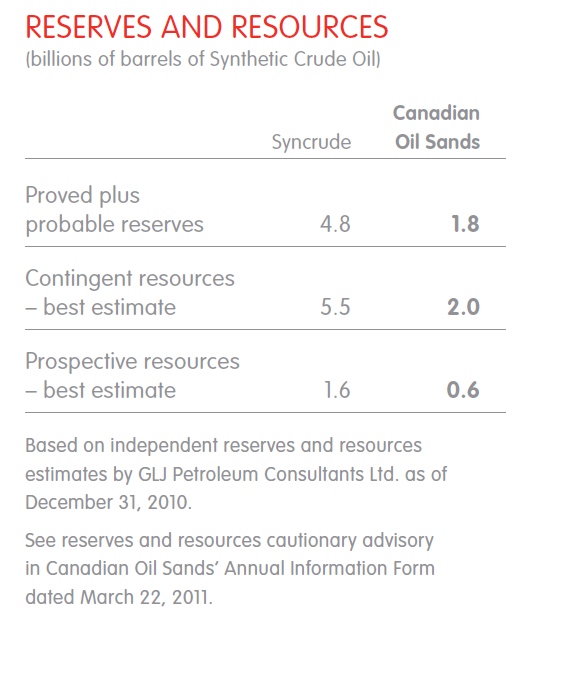 RESERVES AND RESOURCES
(billions of barrels of Synthetic Crude Oil)
Canadian
Syncrude Oil Sands
Proved plus
probable reserves 4.8 1.8
Contingent resources
– best estimate 5.5 2.0
Prospective resources
– best estimate 1.6 0.6
Based on independent reserves and resources
estimates by GLJ Petroleum Consultants Ltd. as of
December 31, 2010.
See reserves and resources cautionary advisory
in Canadian Oil Sands’ Annual Information Form
dated March 22, 2011.